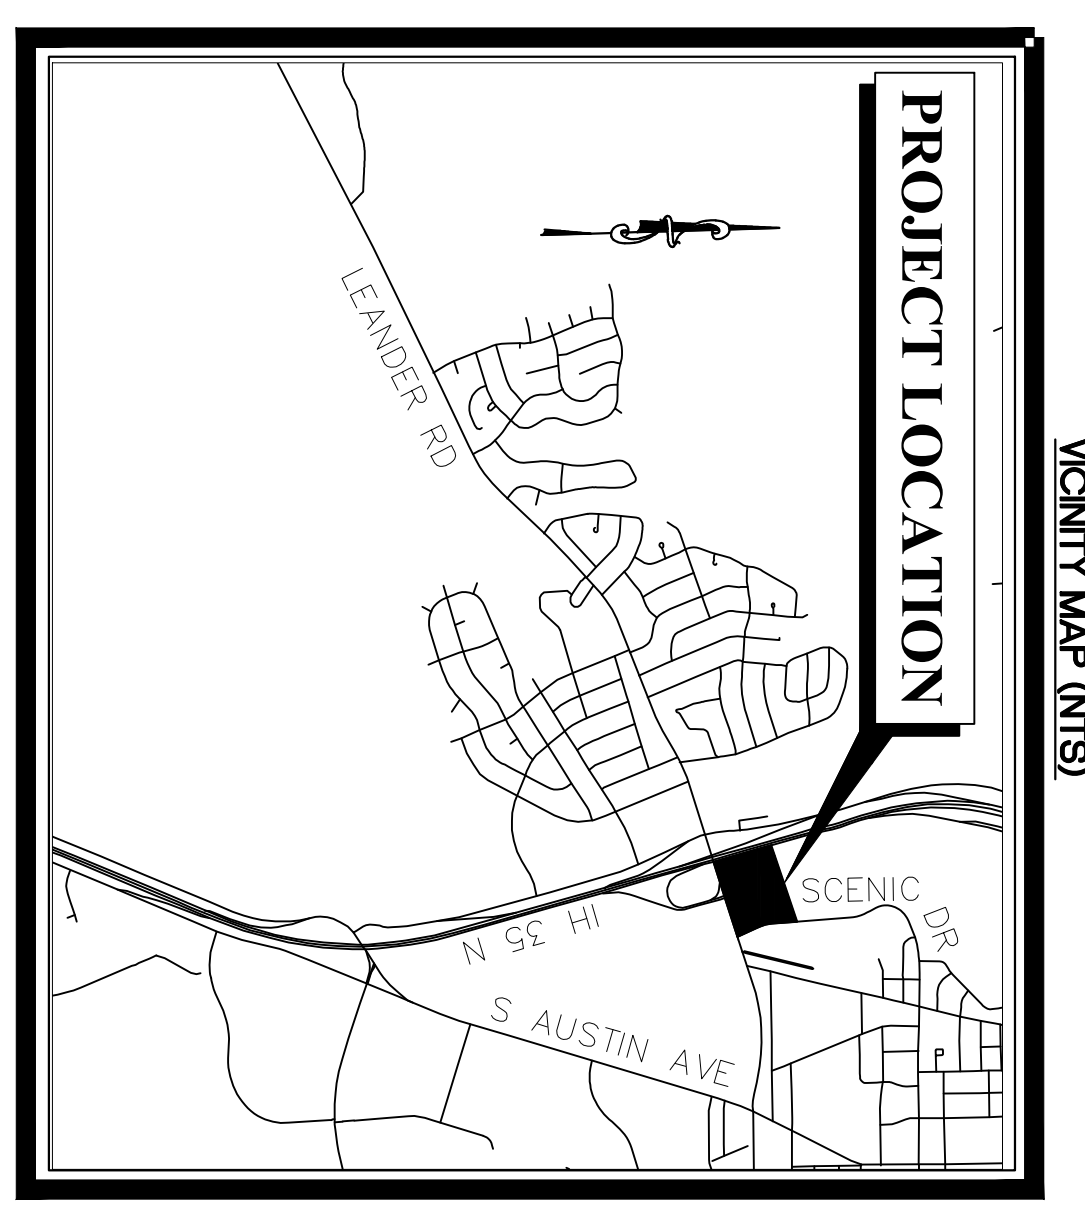 VICINITY MAP (NTS)
PROJECT LOCATION
LEANDER RD
SCENIC DR
IH 35 N
S AUSTIN AVE